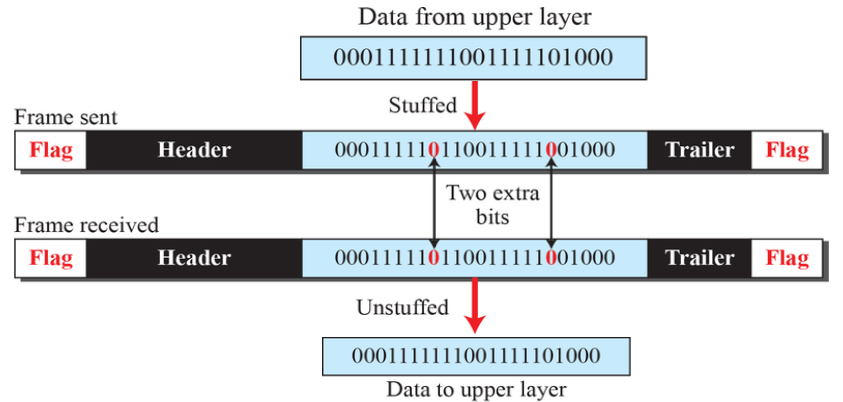 Data from upper layer
0001111111001111101000
Stuffed
Frame sent
Flag Header 000111110110011111001000 Trailer Flag
Two extra
bits
Frame received
Flag Header 000111110110011111001000 Trailer Flag
Unstuffed
0001111111001111101000
Data to upper layer